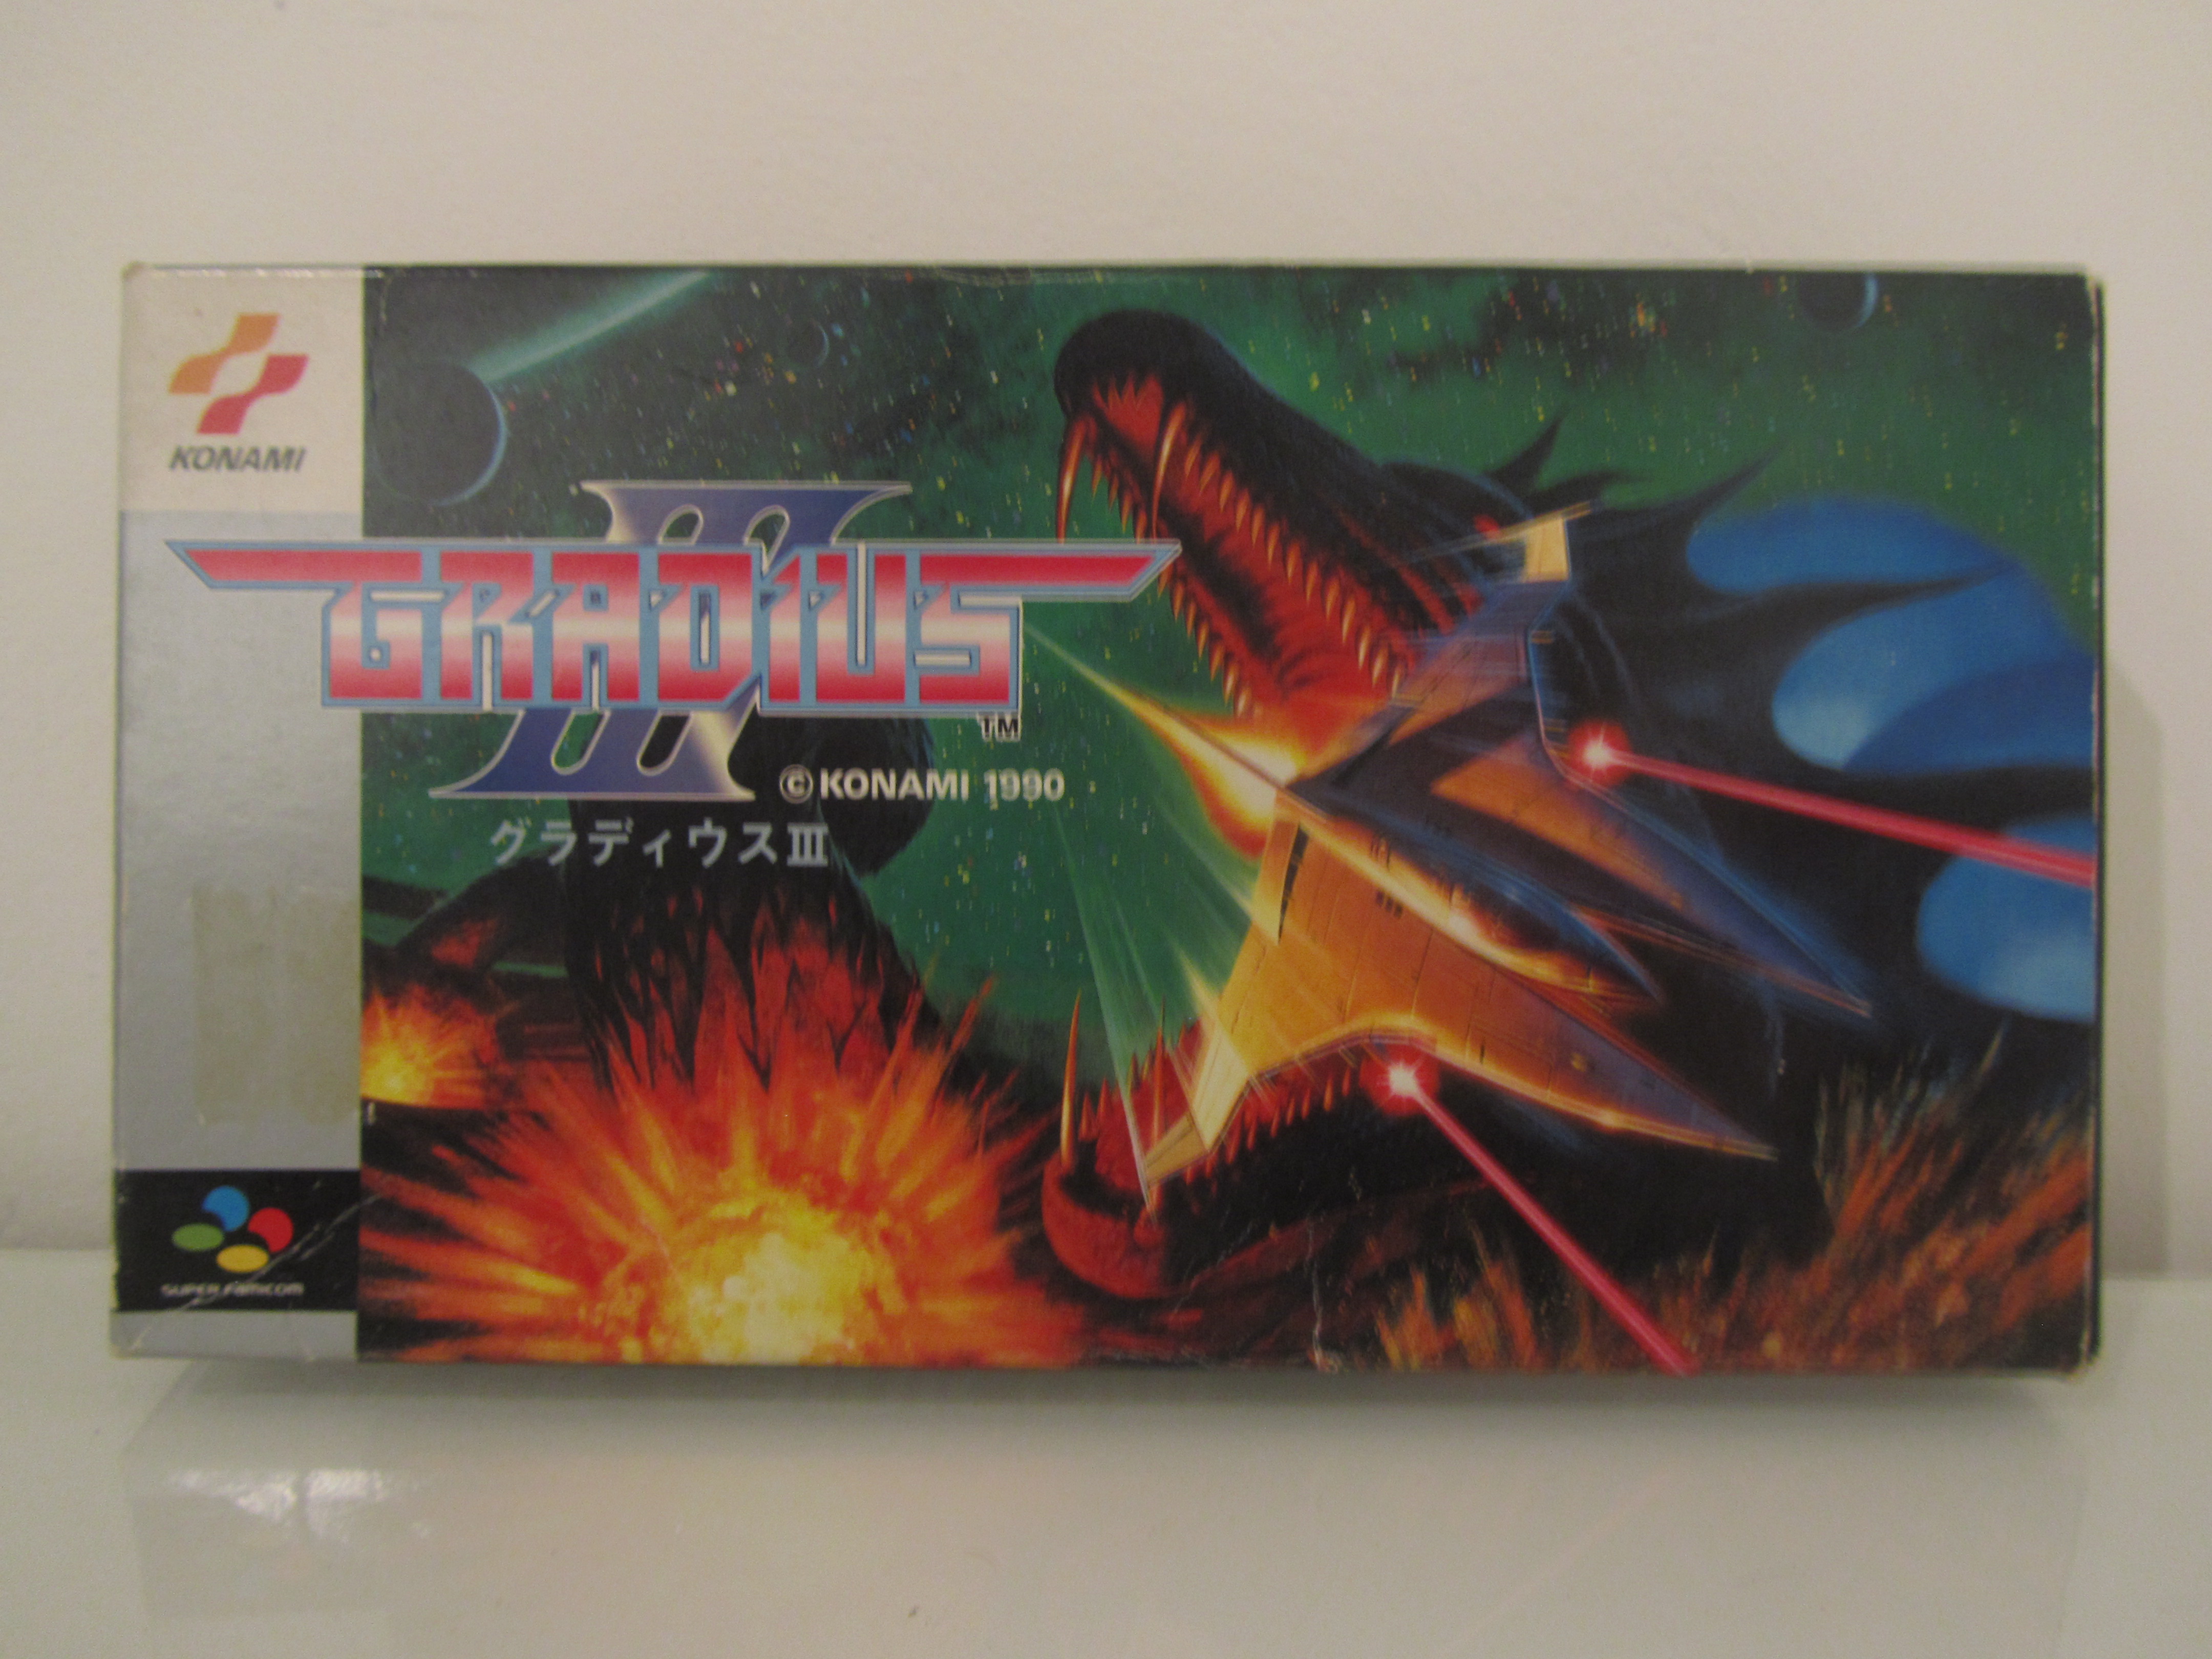 KONAMI
III
GRADIUS
TM
©KONAMI 1990
グラディウスIII
SUPER FAMICOM